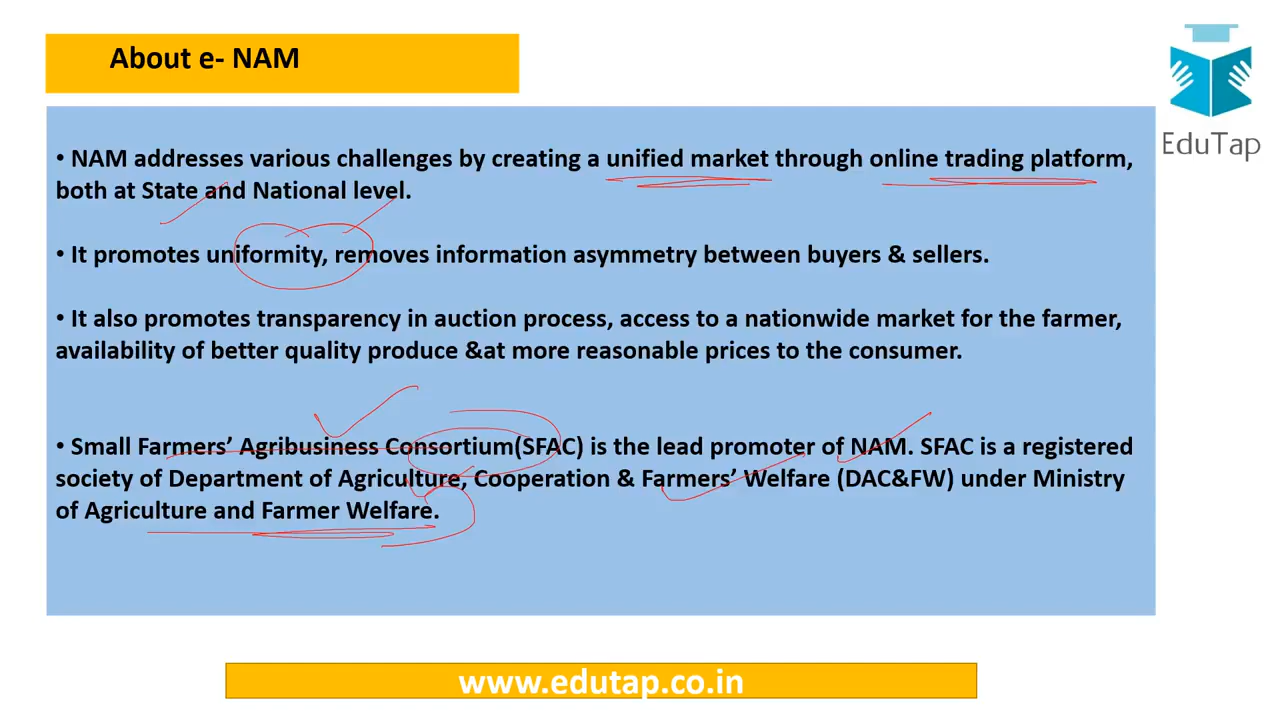 About e- NAM
EduTap
• NAM addresses various challenges by creating a unified market through online trading platform,
both at State and National level.
• It promotes uniformity, removes information asymmetry between buyers & sellers.
• It also promotes transparency in auction process, access to a nationwide market for the farmer,
availability of better quality produce &at more reasonable prices to the consumer.
• Small Farmers’ Agribusiness Consortium(SFAC) is the lead promoter of NAM. SFAC is a registered
society of Department of Agriculture, Cooperation & Farmers’ Welfare (DAC&FW) under Ministry
of Agriculture and Farmer Welfare.
www.edutap.co.in